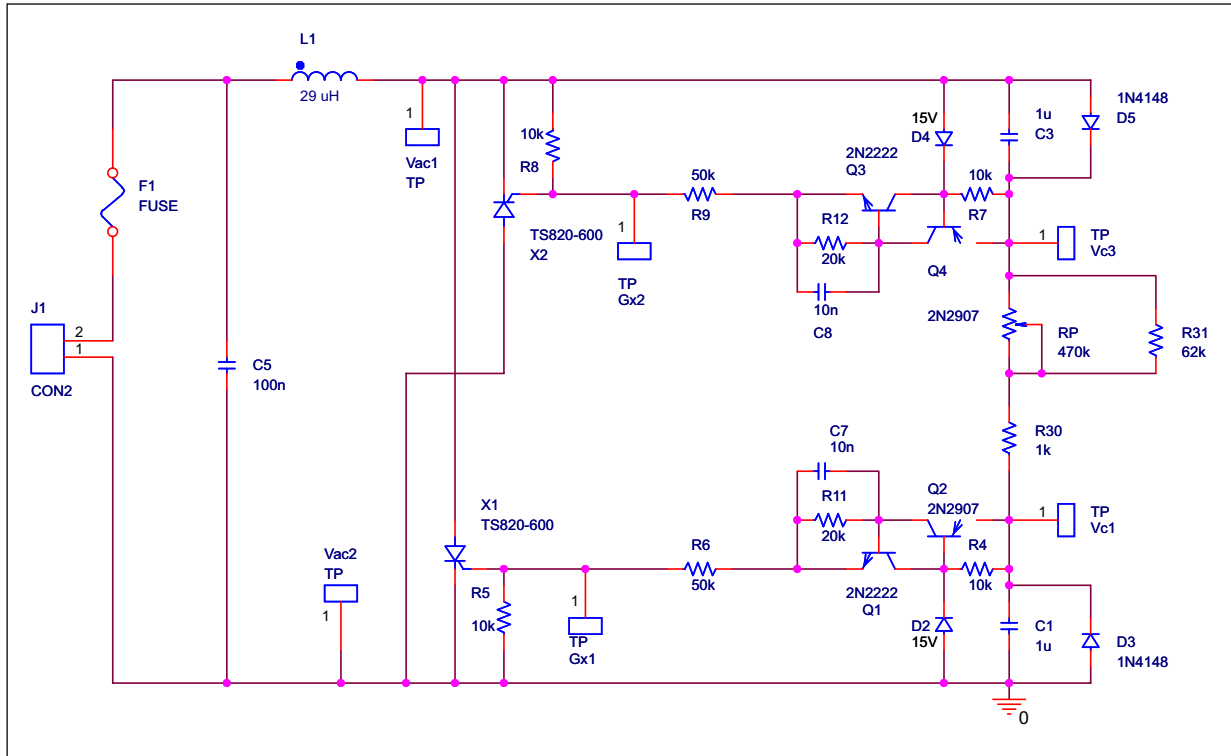 L1
29 uH
1
Vac1
TP
10k
R8
F1
FUSE
TS820-600
X2
1
TP
Gx2
50k
R9
2N2222
Q3
R12
20k
10n
C8
15V
D4
10k
R7
Q4
2N2907
1u
C3
1N4148
D5
1
TP
Vc3
RP
470k
R31
62k
J1
2
1
CON2
C5
100n
R30
1k
C7
10n
R11
20k
Q2
2N2907
1
TP
Vc1
X1
TS820-600
R6
50k
R4
10k
2N2222
Q1
Vac2
TP
1
R5
10k
1
TP
Gx1
D2
15V
C1
1u
D3
1N4148
0